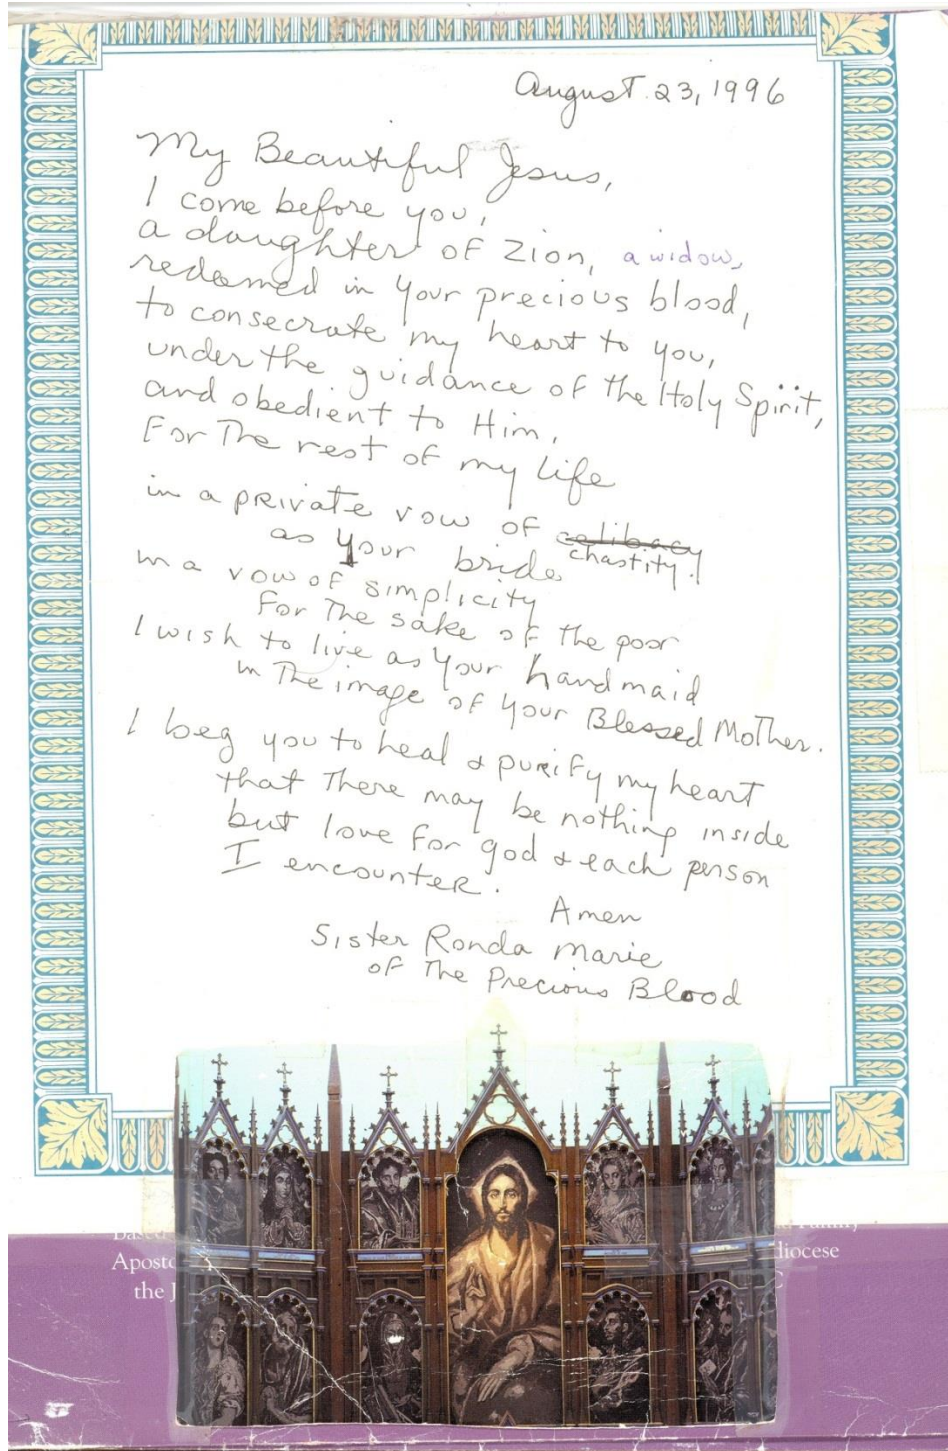 August 23, 1996
My Beautiful Jesus,
I come before you,
a daughter of Zion, a widow,
redeemed in your precious blood,
to consecrate my heart to you,
under the guidance of the Holy Spirit,
and obedient to Him,
For The rest of my life
in a private vow of celibacy
chastity
as your bride
in a vow of simplicity
For The sake of the poor
I wish to live as your handmaid
in The image of your Blessed Mother.
I beg you to heal & purify my heart
that There may be nothing inside
but love for god & each person
I encounter.
Amen
Sister Ronda Marie
of The Precious Blood
Family
Aposto diocese
the J C